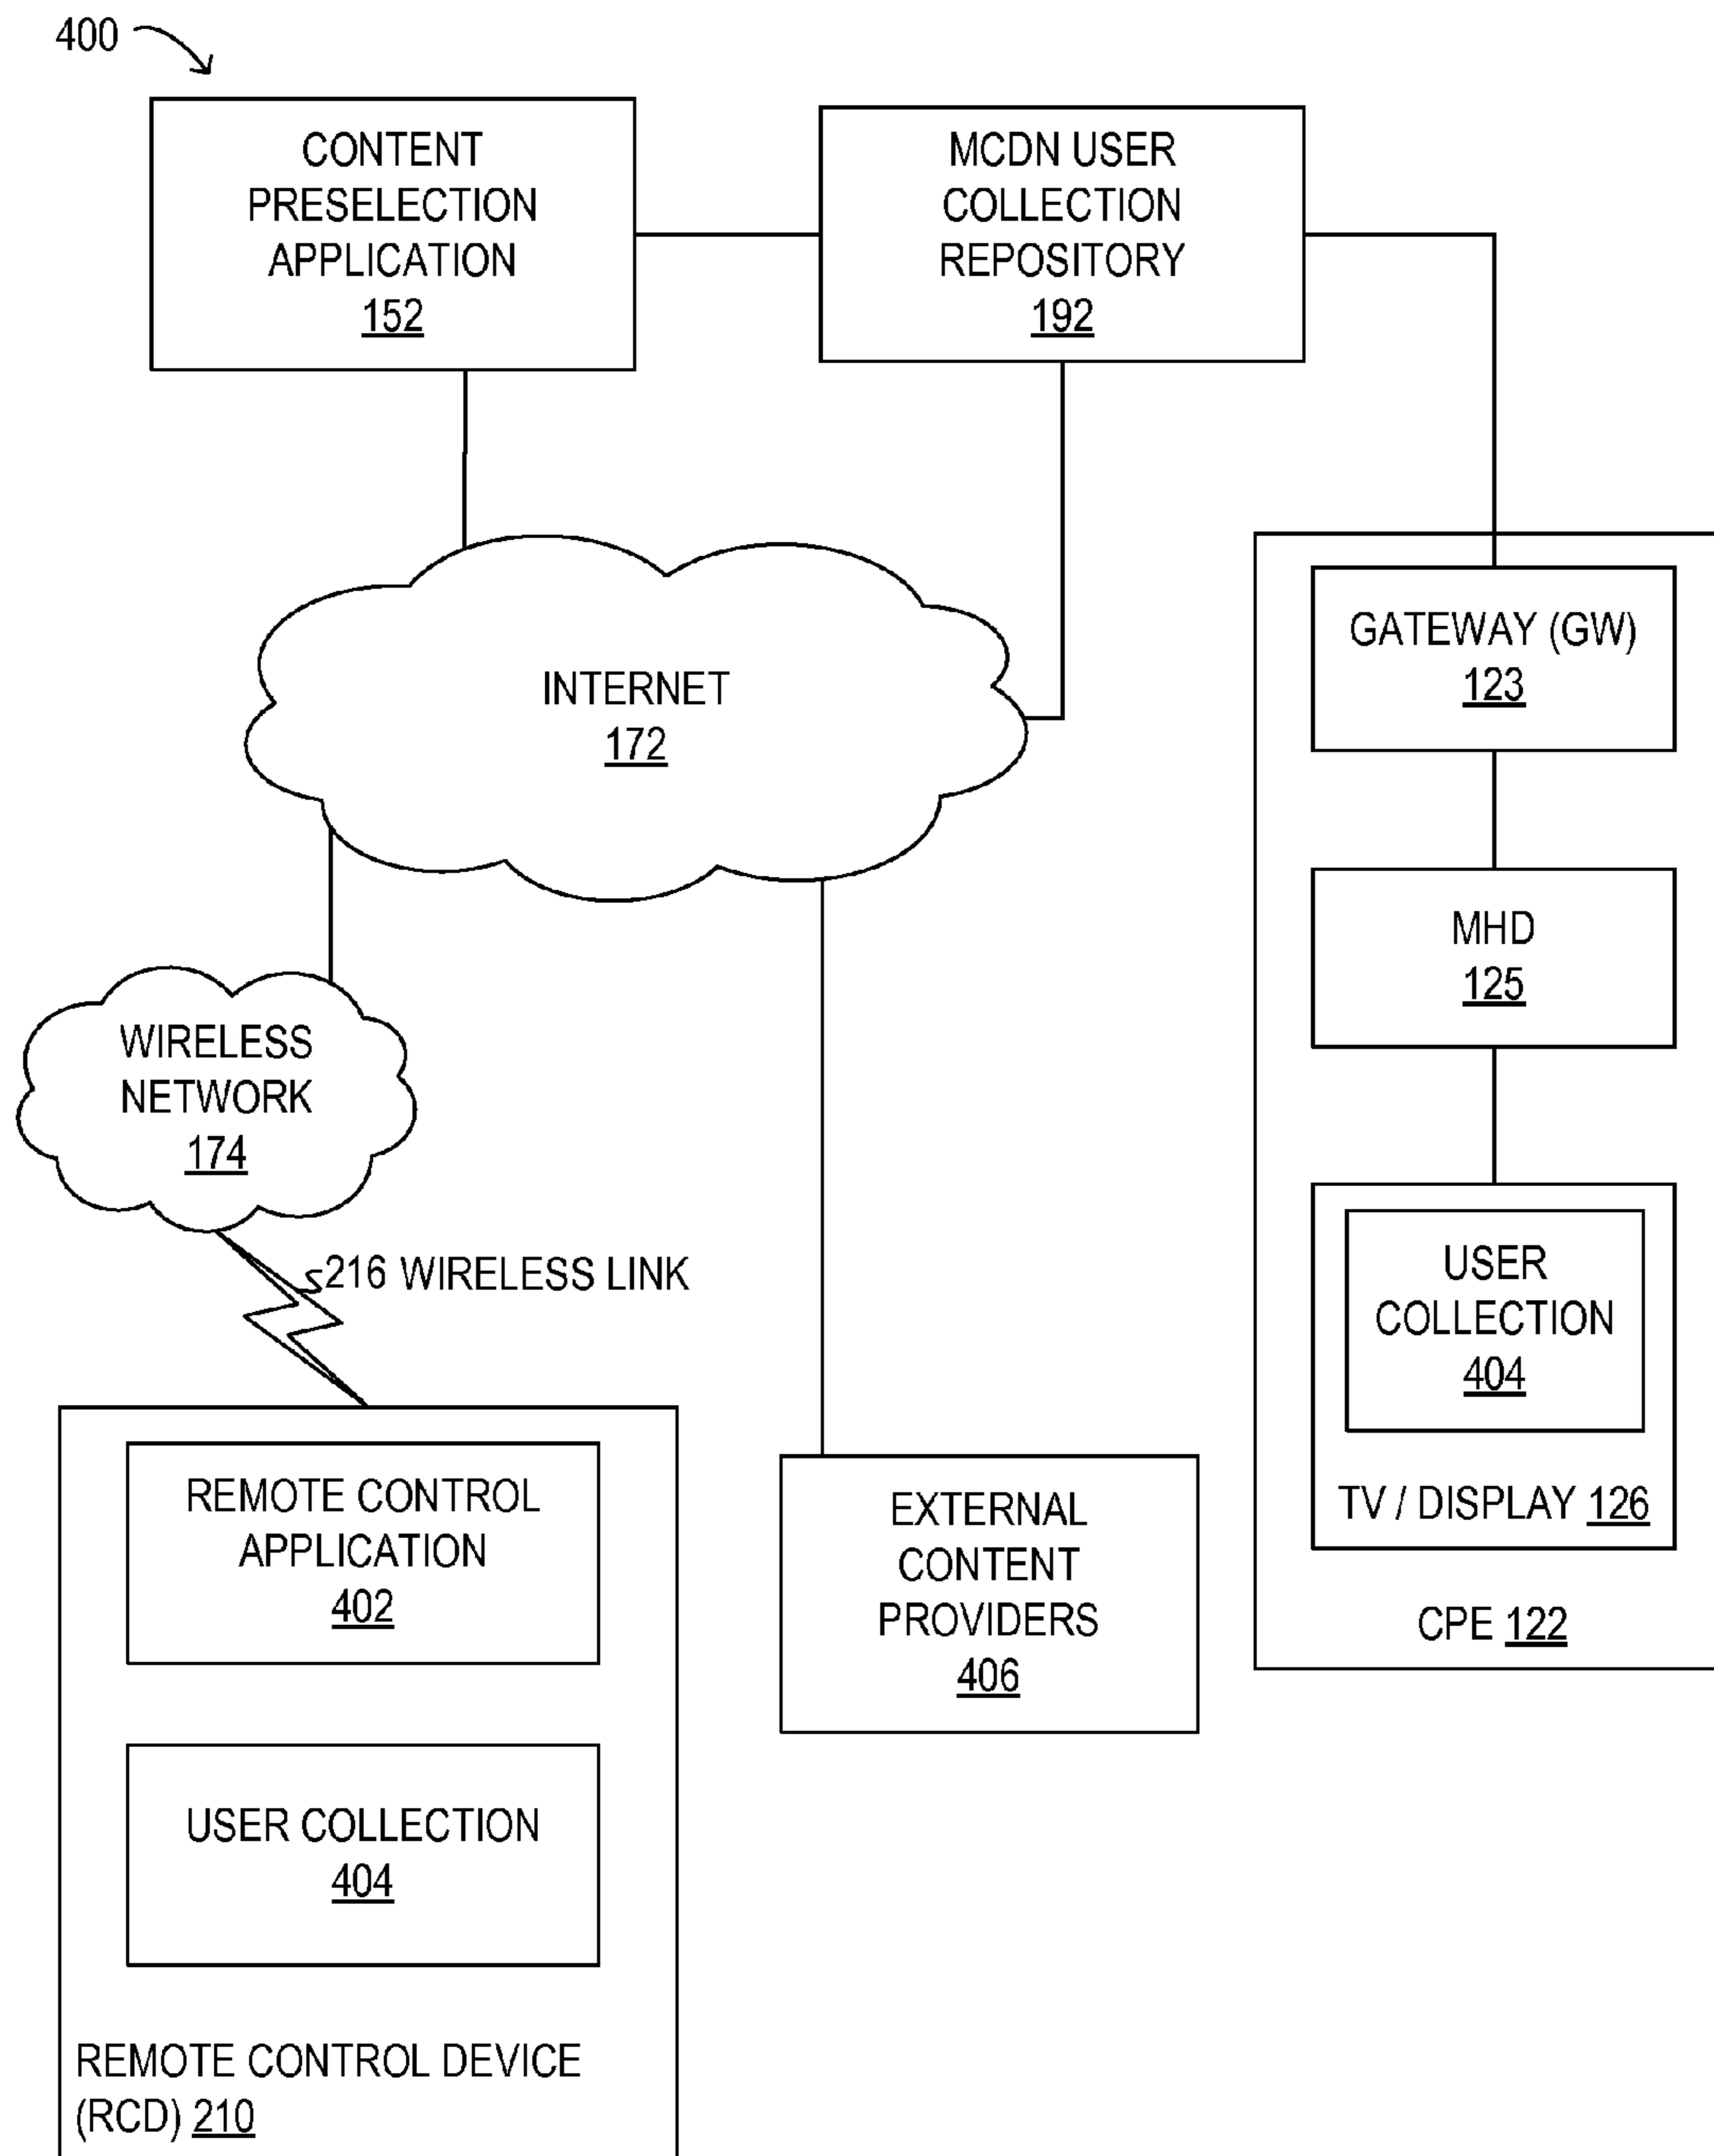 400
CONTENT
PRESELECTION
APPLICATION
152
MCDN USER
COLLECTION
REPOSITORY
192
INTERNET
172
GATEWAY (GW)
123
MHD
125
WIRELESS
NETWORK
174
216 WIRELESS LINK
USER
COLLECTION
404
TV / DISPLAY 126
CPE 122
REMOTE CONTROL
APPLICATION
402
USER COLLECTION
404
REMOTE CONTROL DEVICE
(RCD) 210
EXTERNAL
CONTENT
PROVIDERS
406